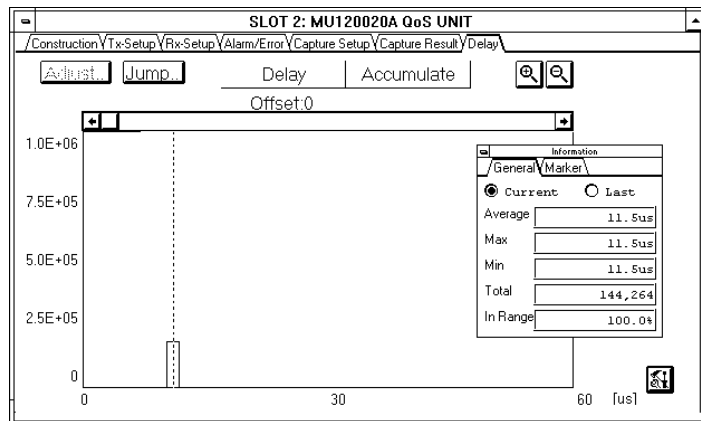 SLOT 2: MU120020A QoS UNIT
Construction Tx-Setup Rx-Setup Alarm/Error Capture Setup Capture Result Delay
Adjust.. Jump.. Delay Accumulate
Offset:0
1.0E+06
7.5E+05
5.0E+05
2.5E+05
0
0 30 60 [us]
Information
General Marker
Current Last
Average 11.5us
Max 11.5us
Min 11.5us
Total 144,264
In Range 100.0%